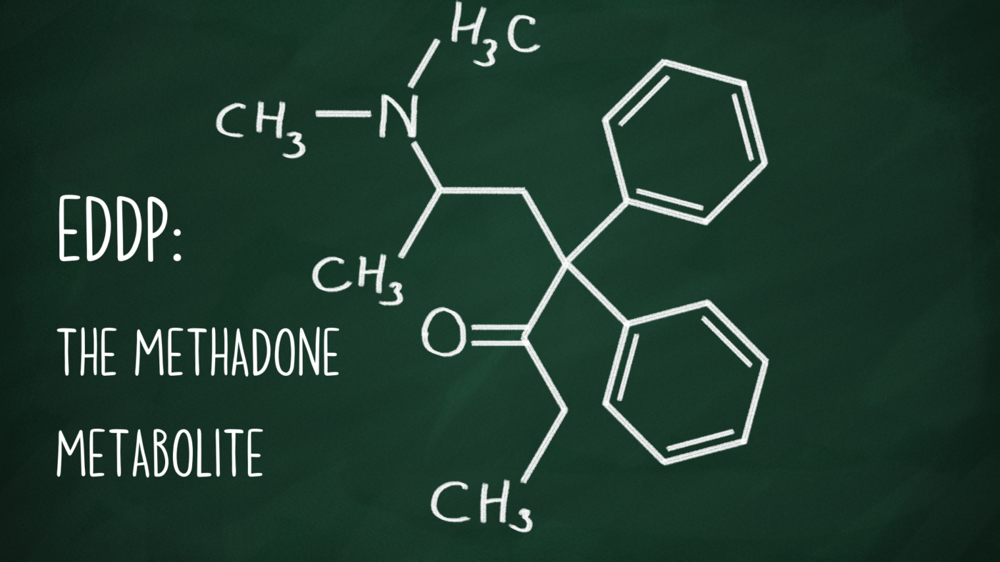 H3C
CH3
N
EDDP:
CH3
O
THE METHADONE
METABOLITE
CH3